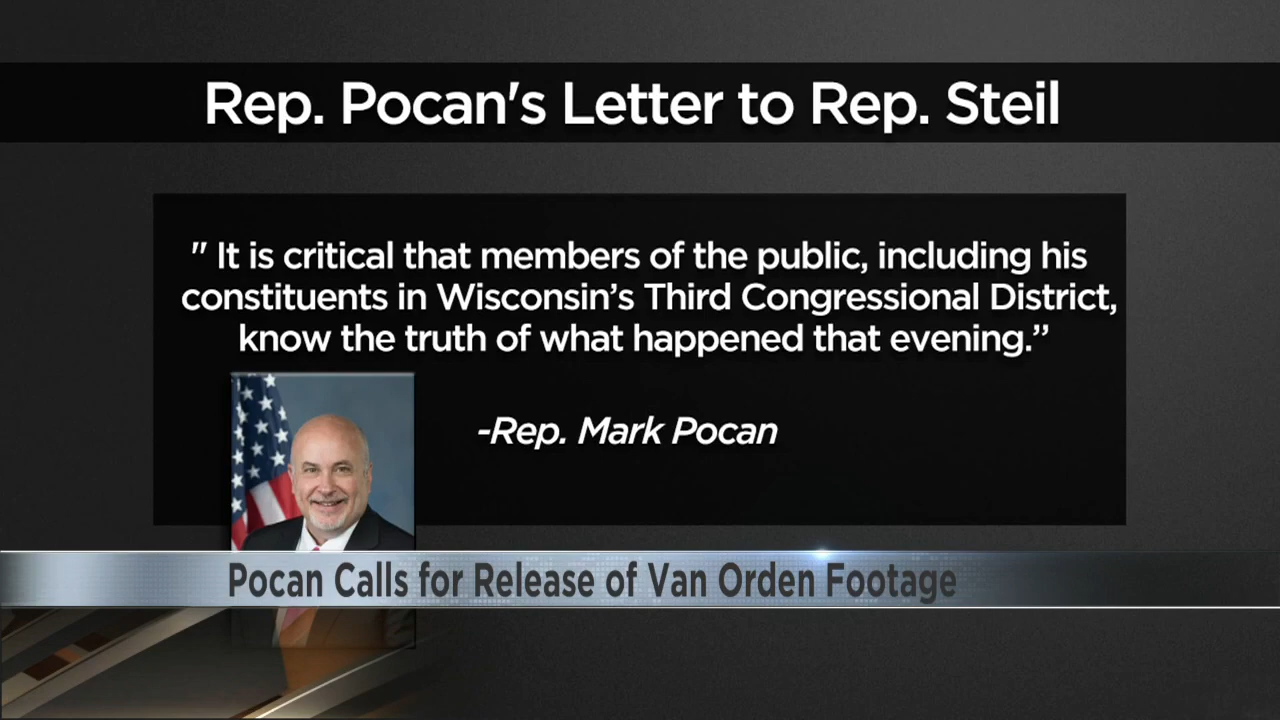 Rep. Pocan's Letter to Rep. Steil
" It is critical that members of the public, including his
constituents in Wisconsin’s Third Congressional District,
know the truth of what happened that evening.”
-Rep. Mark Pocan
Pocan Calls for Release of Van Orden Footage